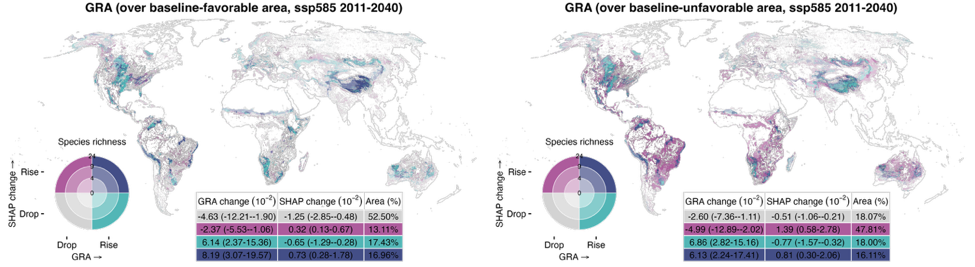 GRA (over baseline-favorable area, ssp585 2011-2040)
Species richness
24
8
4
0
SHAP change →
Rise
Drop
Drop Rise
GRA →
GRA change (10⁻²) SHAP change (10⁻²) Area (%)
-4.63 (-12.21--1.90) -1.25 (-2.85--0.48) 52.50%
-2.37 (-5.53--1.06) 0.32 (0.13-0.67) 13.11%
6.14 (2.37-15.36) -0.65 (-1.29--0.28) 17.43%
8.19 (3.07-19.57) 0.73 (0.28-1.78) 16.96%
GRA (over baseline-unfavorable area, ssp585 2011-2040)
Species richness
24
8
4
0
SHAP change →
Rise
Drop
Drop Rise
GRA →
GRA change (10⁻²) SHAP change (10⁻²) Area (%)
-2.60 (-7.36--1.11) -0.51 (-1.06--0.21) 18.07%
-4.99 (-12.89--2.02) 1.39 (0.58-2.78) 47.81%
6.86 (2.82-15.16) -0.77 (-1.57--0.32) 18.00%
6.13 (2.24-17.41) 0.81 (0.30-2.06) 16.11%